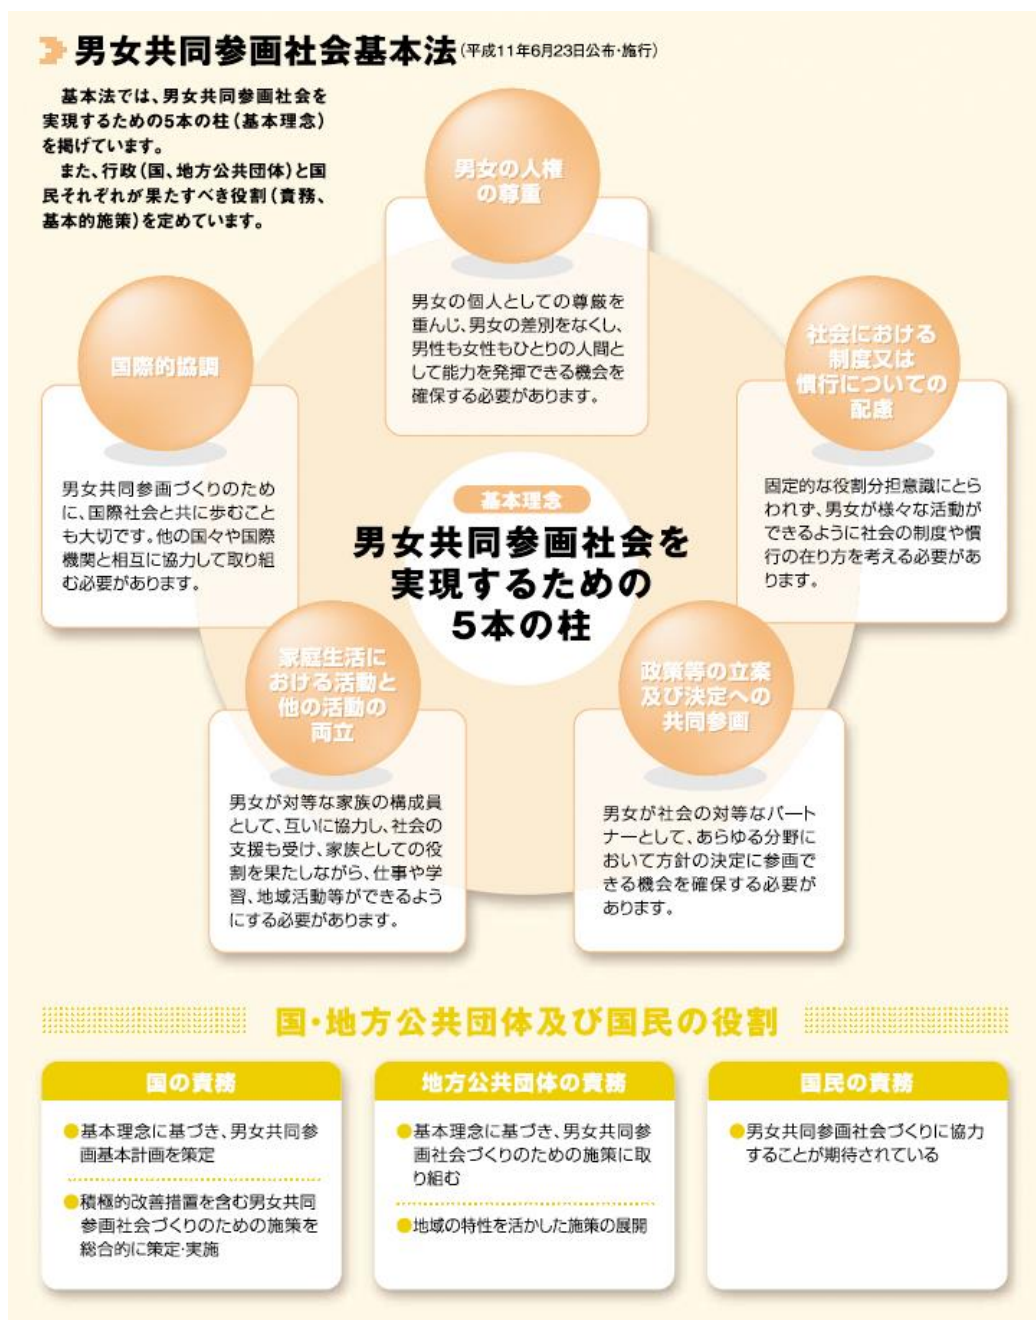 男女共同参画社会基本法(平成11年6月23日公布・施行)
基本法では、男女共同参画社会を
実現するための5本の柱(基本理念)
を掲げています。
また、行政(国、地方公共団体)と国
民それぞれが果たすべき役割(責務、
基本的施策)を定めています。
男女の人権
の尊重
男女の個人としての尊厳を
重んじ、男女の差別をなくし、
男性も女性もひとりの人間と
して能力を発揮できる機会を
確保する必要があります。
国際的協調
男女共同参画づくりのため
に、国際社会と共に歩むこと
も大切です。他の国々や国際
機関と相互に協力して取り組
む必要があります。
社会における
制度又は
慣行についての
配慮
固定的な役割分担意識にとら
われず、男女が様々な活動が
できるように社会の制度や慣
行の在り方を考える必要があ
ります。
基本理念
男女共同参画社会を
実現するための
5本の柱
家庭生活に
おける活動と
他の活動の
両立
男女が対等な家族の構成員
として、互いに協力し、社会の
支援も受け、家族としての役
割を果たしながら、仕事や学
習、地域活動等ができるよう
にする必要があります。
政策等の立案
及び決定への
共同参画
男女が社会の対等なパート
ナーとして、あらゆる分野に
おいて方針の決定に参画で
きる機会を確保する必要が
あります。
国・地方公共団体及び国民の役割
国の責務
●基本理念に基づき、男女共同参
画基本計画を策定
●積極的改善措置を含む男女共同
参画社会づくりのための施策を
総合的に策定・実施
地方公共団体の責務
●基本理念に基づき、男女共同参
画社会づくりのための施策に取
り組む
●地域の特性を活かした施策の展開
国民の責務
●男女共同参画社会づくりに協力
することが期待されている